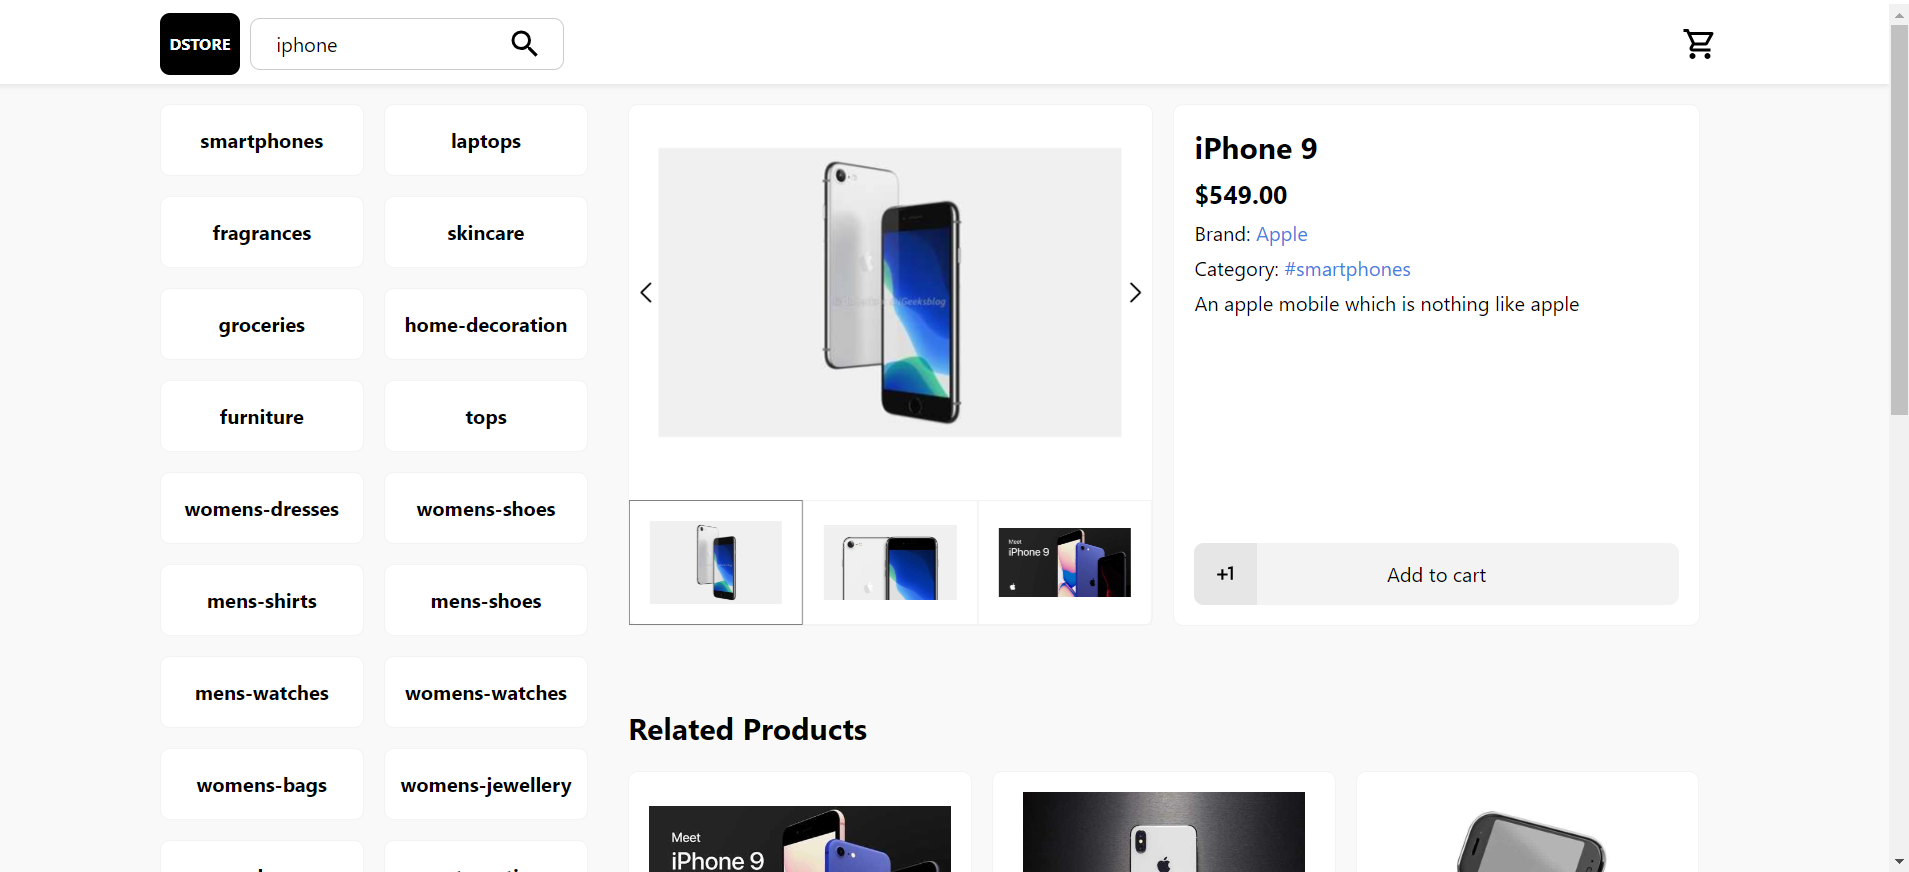 DSTORE
iphone
smartphones
laptops
fragrances
skincare
groceries
home-decoration
furniture
tops
womens-dresses
womens-shoes
mens-shirts
mens-shoes
mens-watches
womens-watches
womens-bags
womens-jewellery
iPhone 9
$549.00
Brand: Apple
Category: #smartphones
An apple mobile which is nothing like apple
Meet
iPhone 9
+1
Add to cart
Related Products
Meet
iPhone 9